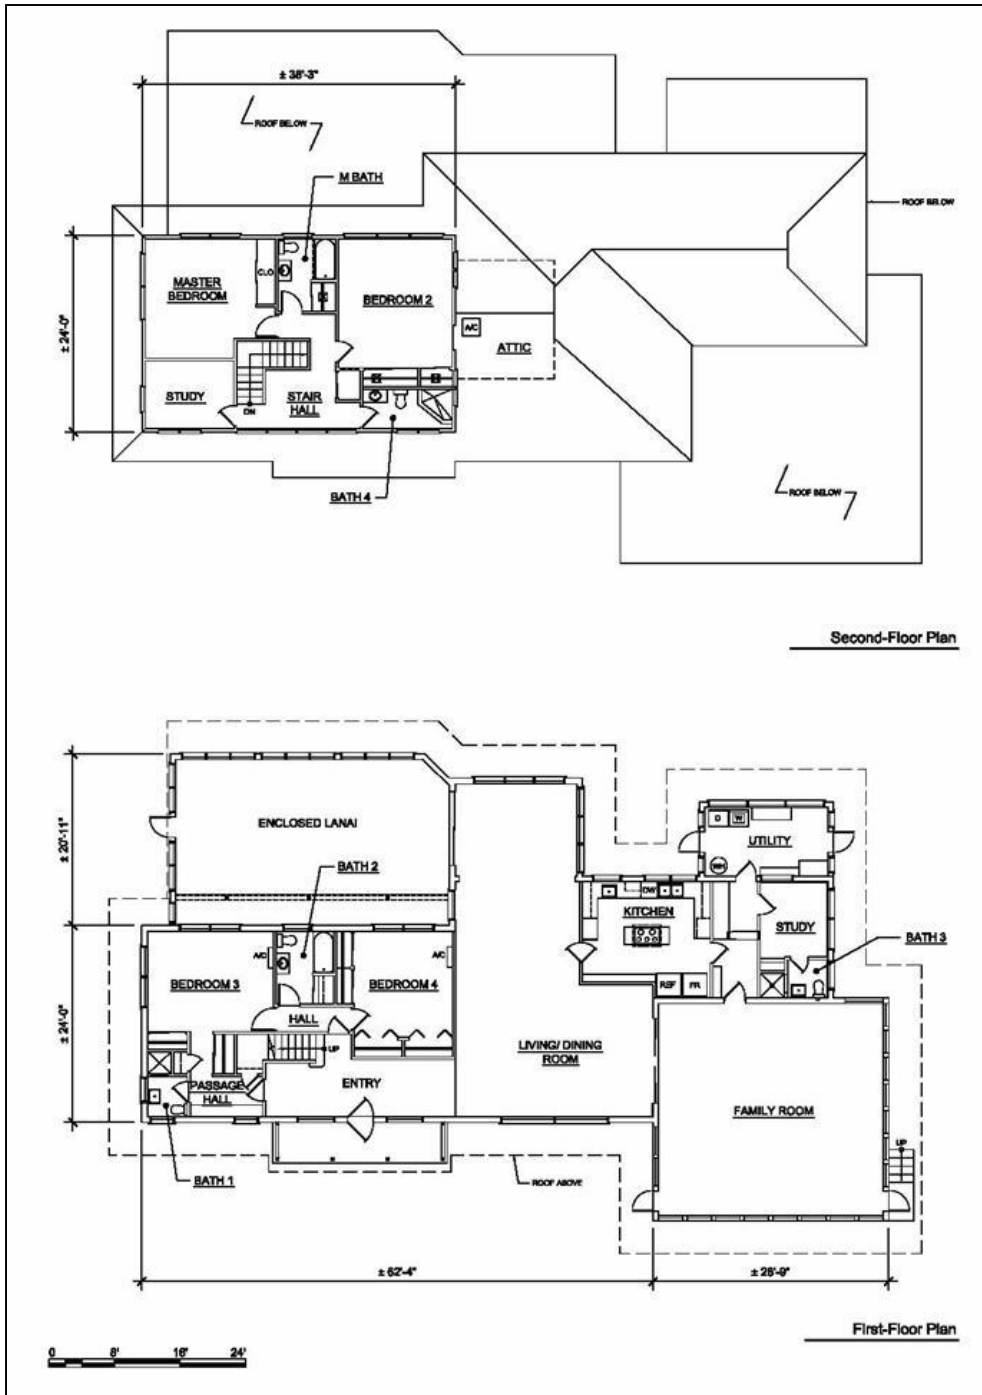 ± 38'-3"
ROOF BELOW
M BATH
ROOF BELOW
CLO
MASTER
BEDROOM
BEDROOM 2
± 24'-0"
A/C
ATTIC
STUDY
STAIR
HALL
DN
BATH 4
ROOF BELOW
Second-Floor Plan
± 20'-11"
ENCLOSED LANAI
D
W
UTILITY
WH
BATH 2
DW
KITCHEN
STUDY
BATH 3
A/C
A/C
BEDROOM 3
BEDROOM 4
REF
FR
± 24'-0"
HALL
UP
LIVING/ DINING
ROOM
PASSAGE
HALL
ENTRY
FAMILY ROOM
UP
BATH 1
ROOF ABOVE
± 62'-4"
± 28'-9"
First-Floor Plan
0 8' 16' 24'